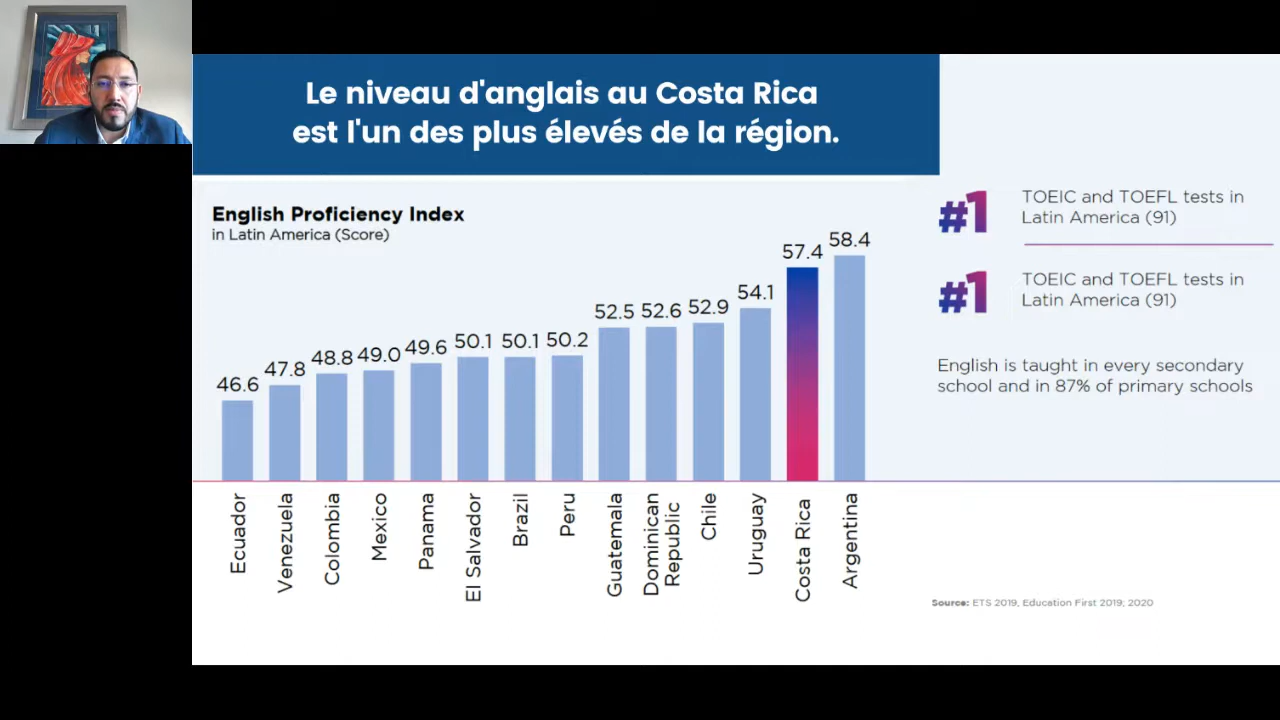 Le niveau d'anglais au Costa Rica
est l'un des plus élevés de la région.
English Proficiency Index
in Latin America (Score)
46.6
47.8
48.8
49.0
49.6
50.1
50.1
50.2
52.5
52.6
52.9
54.1
57.4
58.4
Ecuador
Venezuela
Colombia
Mexico
Panama
El Salvador
Brazil
Peru
Guatemala
Dominican
Republic
Chile
Uruguay
Costa Rica
Argentina
#1
TOEIC and TOEFL tests in
Latin America (91)
#1
TOEIC and TOEFL tests in
Latin America (91)
English is taught in every secondary
school and in 87% of primary schools
Source: ETS 2019, Education First 2019; 2020